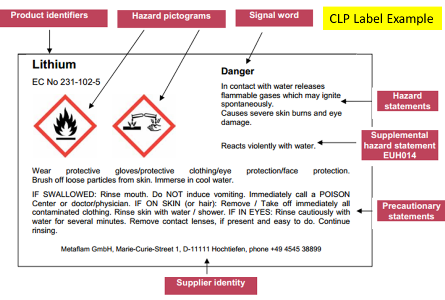 Product identifiers
Hazard pictograms
Signal word
CLP Label Example
Lithium
EC No 231-102-5
Danger
In contact with water releases
flammable gases which may ignite
spontaneously.
Causes severe skin burns and eye
damage.
Reacts violently with water.
Hazard
statements
Supplemental
hazard statement
EUH014
Wear protective gloves/protective clothing/eye protection/face protection.
Brush off loose particles from skin. Immerse in cool water.
IF SWALLOWED: Rinse mouth. Do NOT induce vomiting. Immediately call a POISON
Center or doctor/physician. IF ON SKIN (or hair): Remove / Take off immediately all
contaminated clothing. Rinse skin with water / shower. IF IN EYES: Rinse cautiously with
water for several minutes. Remove contact lenses, if present and easy to do. Continue
rinsing.
Precautionary
statements
Metaflam GmbH, Marie-Curie-Street 1, D-11111 Hochtiefen, phone +49 4545 38899
Supplier identity